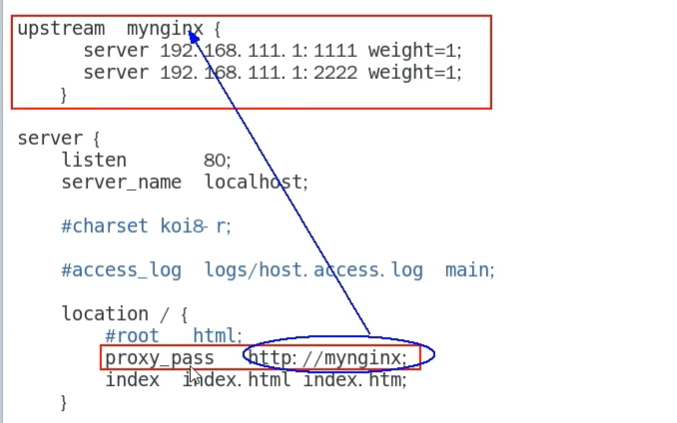 upstream mynginx {
server 192.168.111.1:1111 weight=1;
server 192.168.111.1:2222 weight=1;
}
server {
listen 80;
server_name localhost;
#charset koi8-r;
#access_log logs/host.access.log main;
location / {
#root html;
proxy_pass http://mynginx;
index index.html index.htm;
}